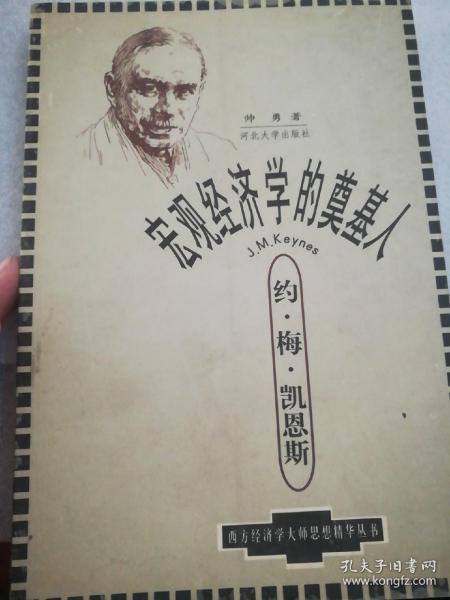 帅 勇 著
河北大学出版社
宏观经济学的奠基人
J.M.Keynes
约·梅·凯恩斯
西方经济学大师思想精华丛书
孔夫子旧书网
www.kongfz.com